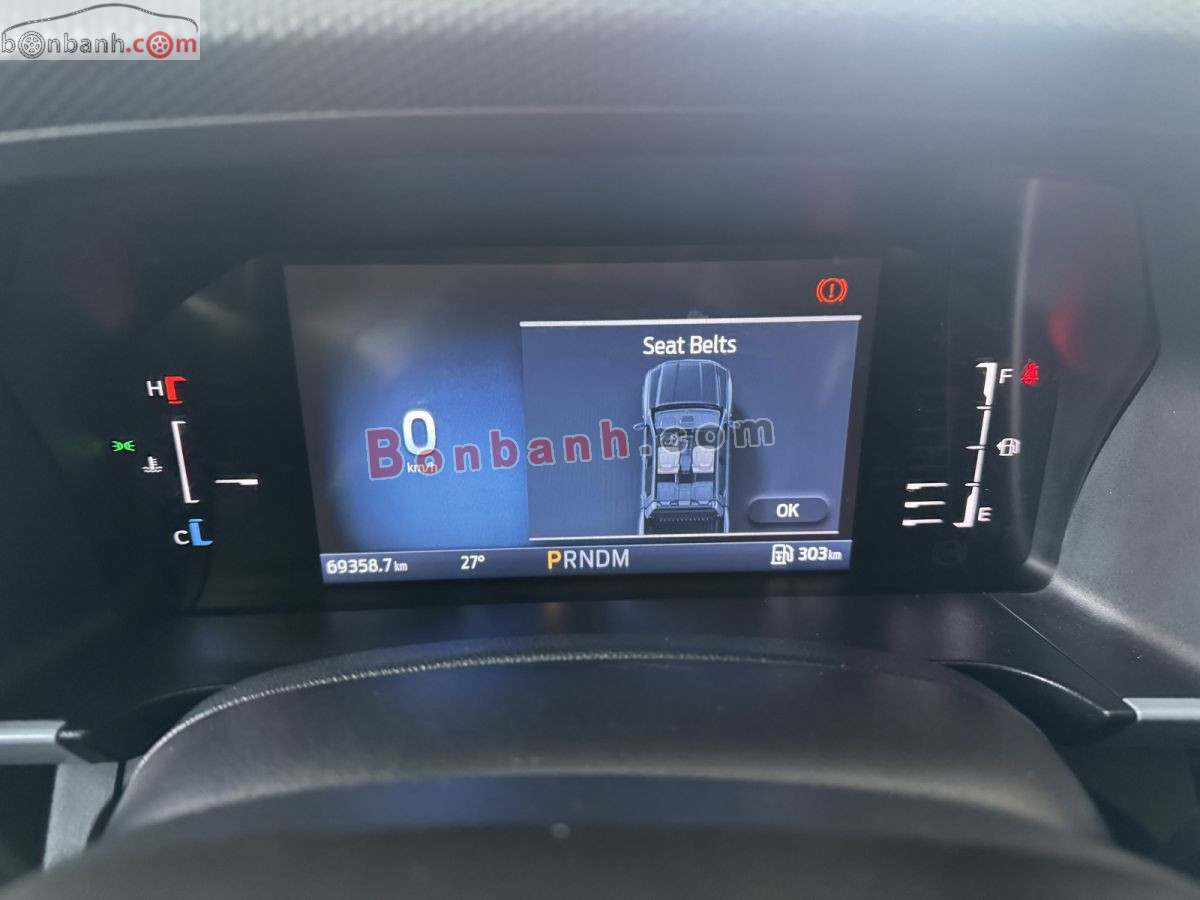 bonbanh.com
Seat Belts
H
F
0
km/h
Bonbanh.com
OK
C
E
69358.7 km
27°
PRNDM
303 km